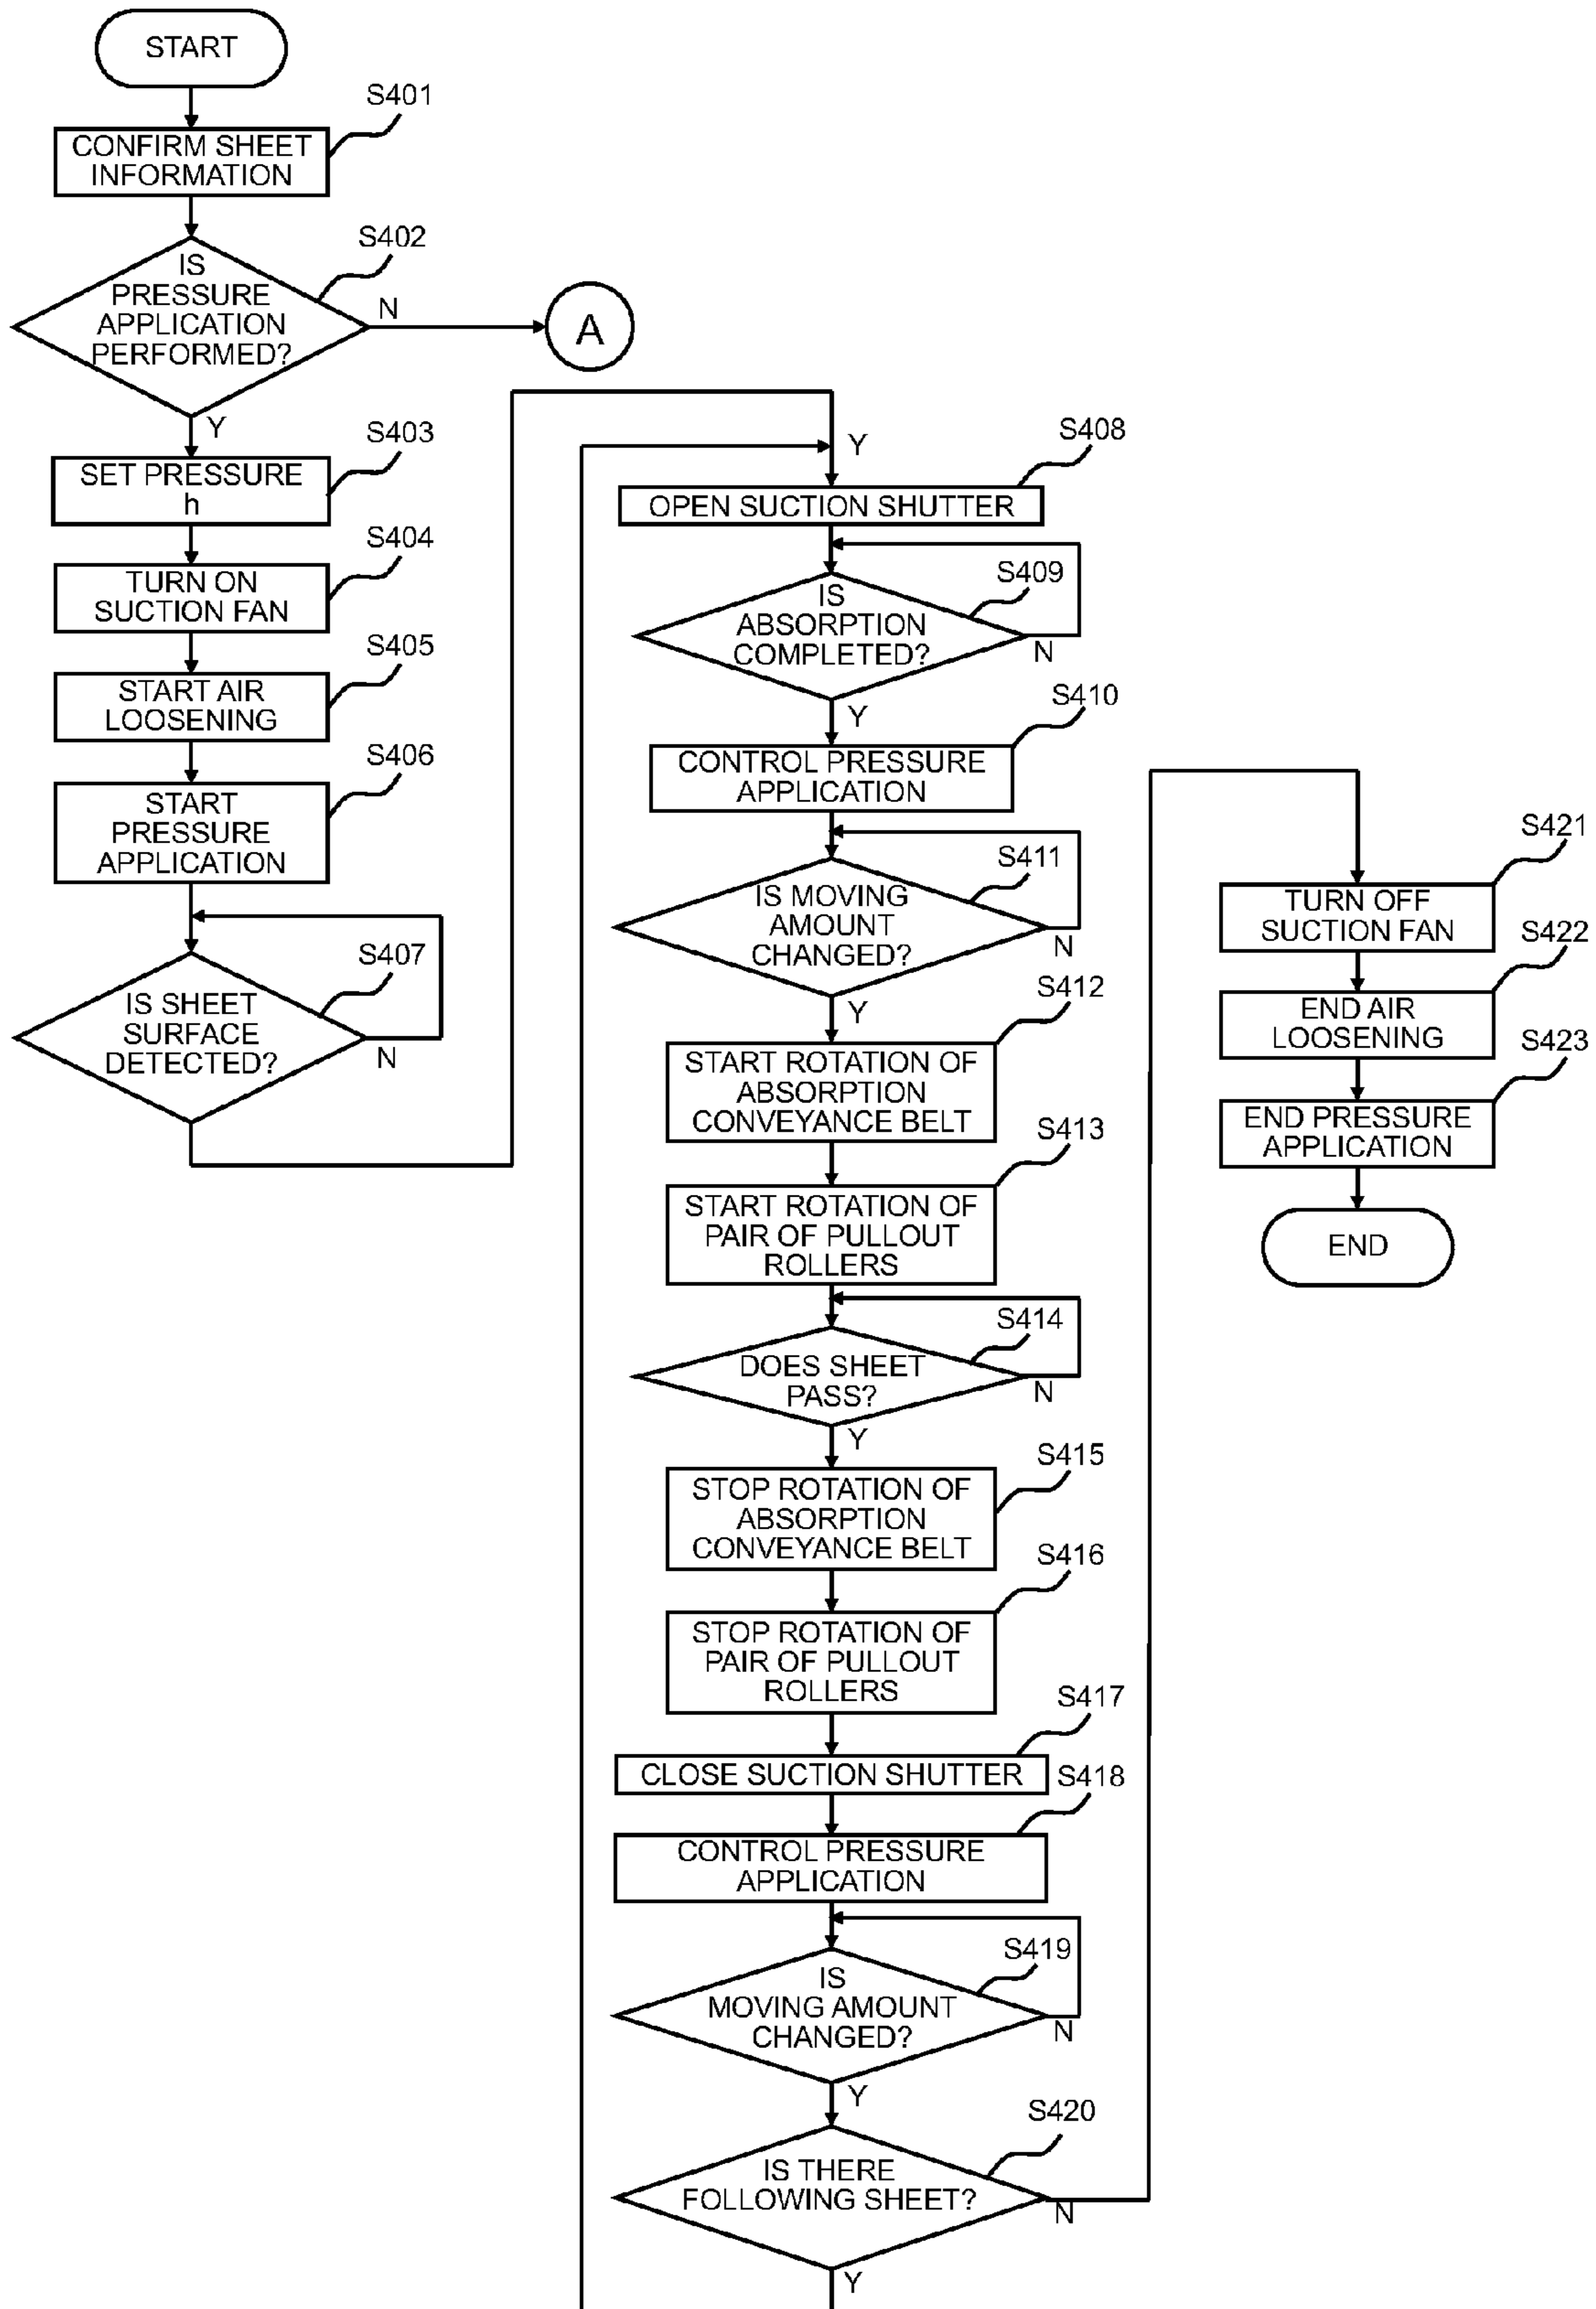 START
S401
CONFIRM SHEET
INFORMATION
S402
IS
PRESSURE
APPLICATION
PERFORMED?
N
A
Y
S403
SET PRESSURE
h
S404
TURN ON
SUCTION FAN
S405
START AIR
LOOSENING
S406
START
PRESSURE
APPLICATION
S407
IS SHEET
SURFACE
DETECTED?
N
Y
S408
OPEN SUCTION SHUTTER
S409
IS
ABSORPTION
COMPLETED?
N
Y
S410
CONTROL PRESSURE
APPLICATION
S411
IS MOVING
AMOUNT
CHANGED?
N
Y
S412
START ROTATION OF
ABSORPTION
CONVEYANCE BELT
S413
START ROTATION OF
PAIR OF PULLOUT
ROLLERS
S414
DOES SHEET
PASS?
N
Y
S415
STOP ROTATION OF
ABSORPTION
CONVEYANCE BELT
S416
STOP ROTATION OF
PAIR OF PULLOUT
ROLLERS
S417
CLOSE SUCTION SHUTTER
S418
CONTROL PRESSURE
APPLICATION
S419
IS
MOVING AMOUNT
CHANGED?
N
Y
S420
IS THERE
FOLLOWING SHEET?
N
Y
S421
TURN OFF
SUCTION FAN
S422
END AIR
LOOSENING
S423
END PRESSURE
APPLICATION
END